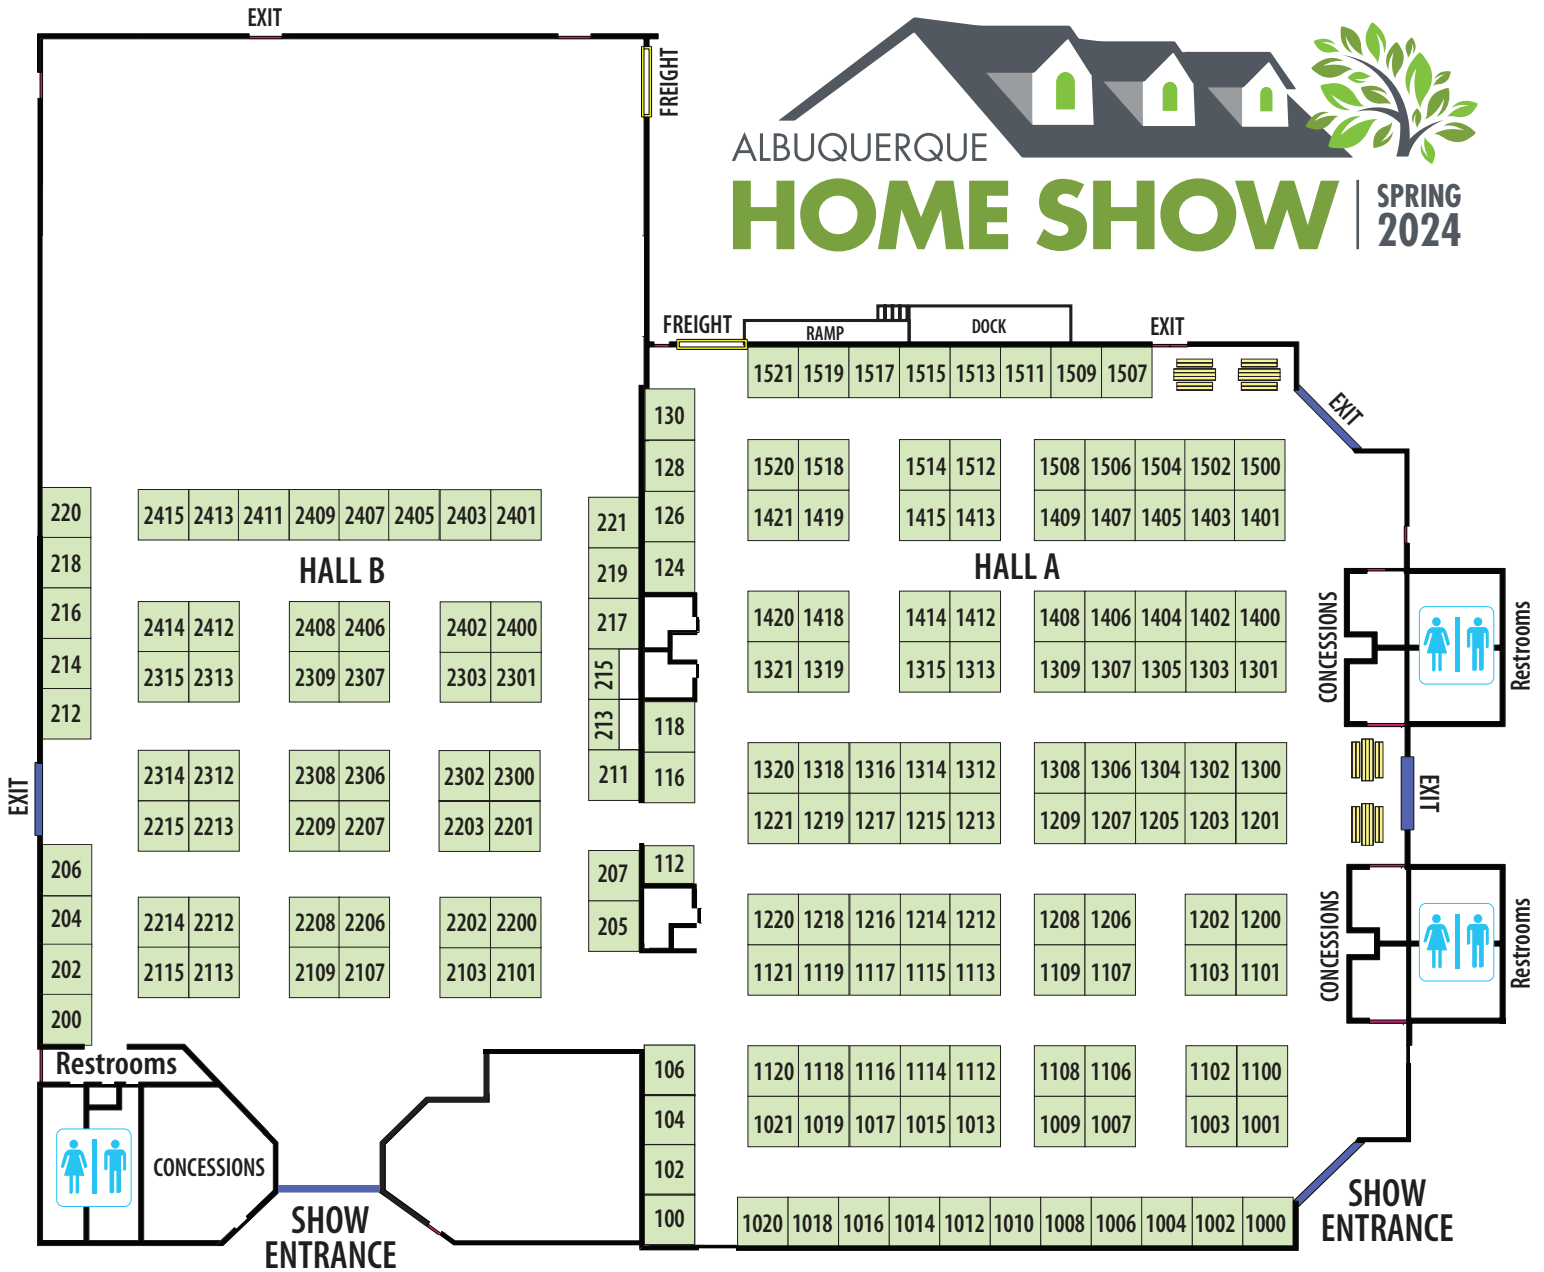 EXIT
FREIGHT
ALBUQUERQUE
HOME SHOW
SPRING
2024
FREIGHT
RAMP
DOCK
EXIT
EXIT
1521 1519 1517 1515 1513 1511 1509 1507
130
128
126
124
118
116
112
106
104
102
100
1520 1518 1514 1512 1508 1506 1504 1502 1500
1421 1419 1415 1413 1409 1407 1405 1403 1401
HALL A
1420 1418 1414 1412 1408 1406 1404 1402 1400
1321 1319 1315 1313 1309 1307 1305 1303 1301
1320 1318 1316 1314 1312 1308 1306 1304 1302 1300
1221 1219 1217 1215 1213 1209 1207 1205 1203 1201
1220 1218 1216 1214 1212 1208 1206 1202 1200
1121 1119 1117 1115 1113 1109 1107 1103 1101
1120 1118 1116 1114 1112 1108 1106 1102 1100
1021 1019 1017 1015 1013 1009 1007 1003 1001
1020 1018 1016 1014 1012 1010 1008 1006 1004 1002 1000
CONCESSIONS
Restrooms
EXIT
CONCESSIONS
Restrooms
SHOW
ENTRANCE
220
218
216
214
212
EXIT
206
204
202
200
2415 2413 2411 2409 2407 2405 2403 2401
HALL B
2414 2412 2408 2406 2402 2400
2315 2313 2309 2307 2303 2301
2314 2312 2308 2306 2302 2300
2215 2213 2209 2207 2203 2201
2214 2212 2208 2206 2202 2200
2115 2113 2109 2107 2103 2101
221
219
217
215
213
211
207
205
Restrooms
CONCESSIONS
SHOW
ENTRANCE